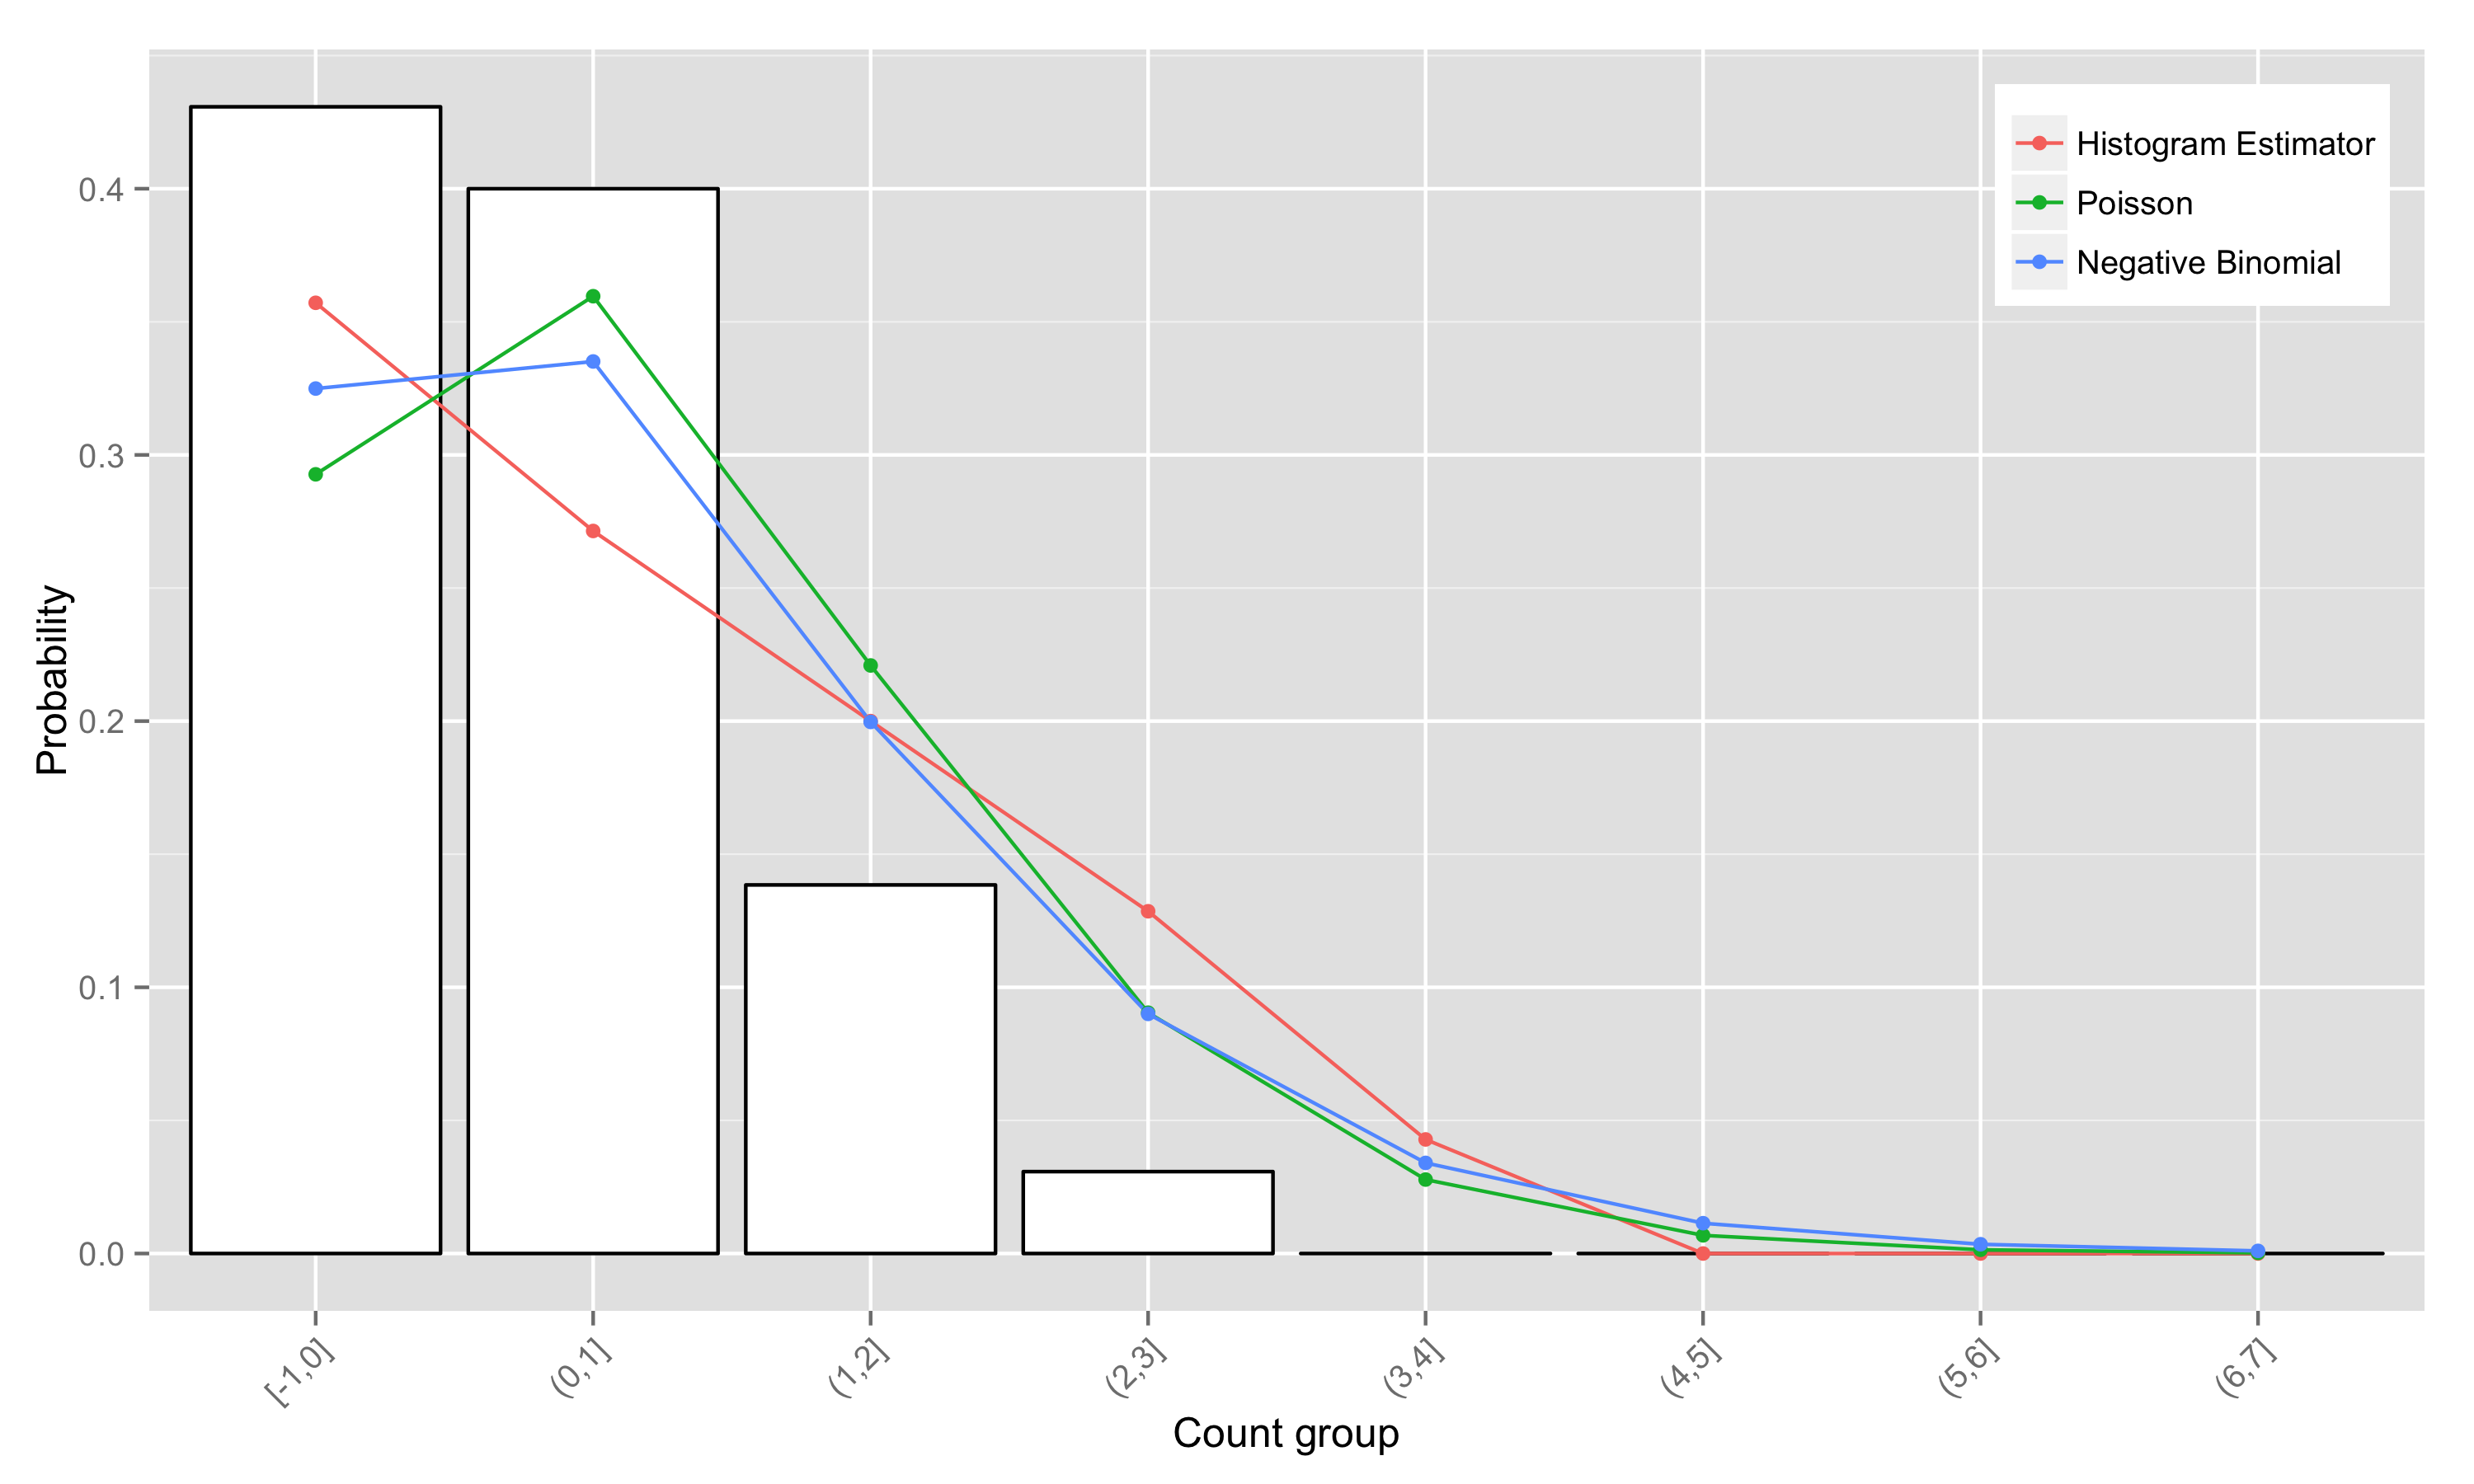 Histogram Estimator
Poisson
Negative Binomial
Probability
0.4
0.3
0.2
0.1
0.0
[-1,0]
(0,1]
(1,2]
(2,3]
(3,4]
(4,5]
(5,6]
(6,7]
Count group